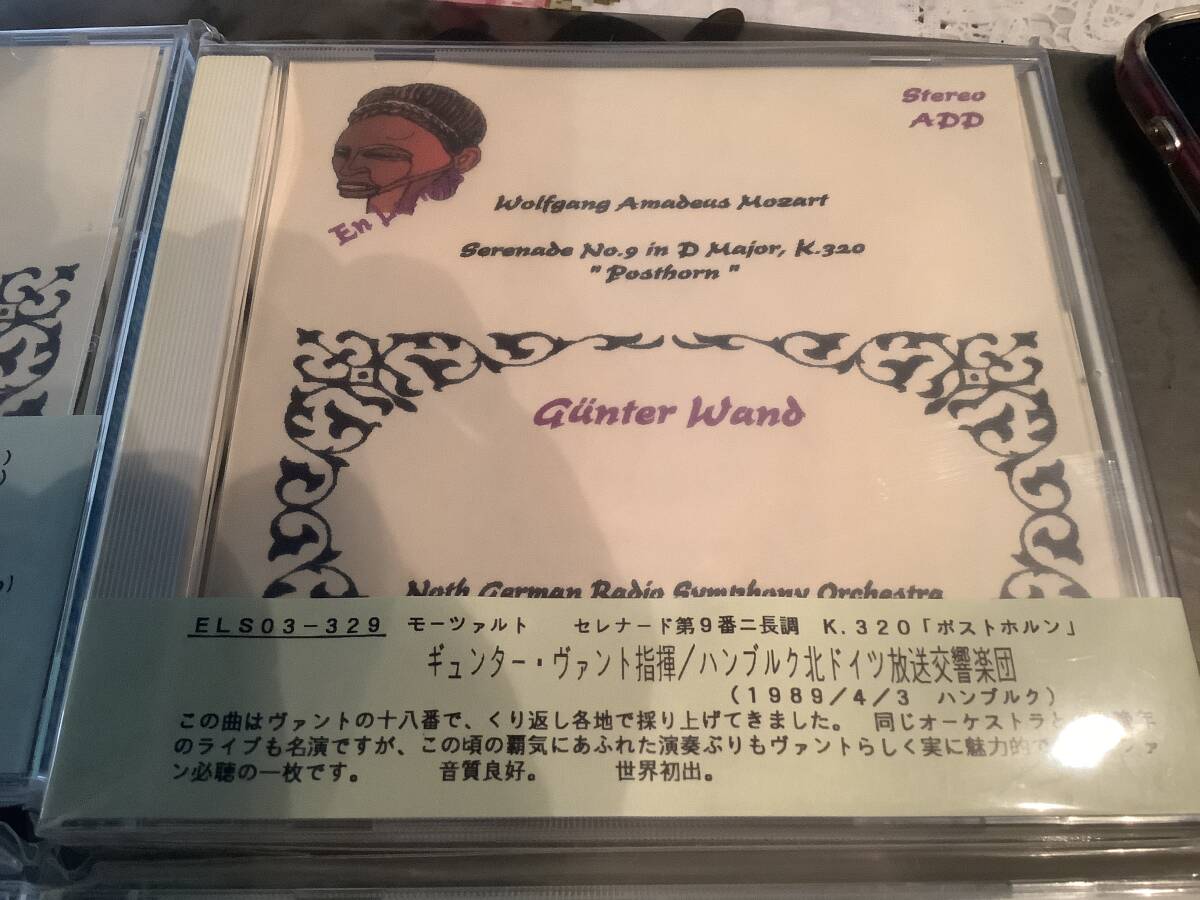 Stereo
ADD
En
Wolfgang Amadeus Mozart
Serenade No.9 in D Major, K.320
"Posthorn"
Günter Wand
Noth German Radio Symphony Orchestra
ELS03-329 モーツァルト セレナード第9番ニ長調 K.320「ポストホルン」
ギュンター・ヴァント指揮/ハンブルク北ドイツ放送交響楽団
(1989/4/3 ハンブルク)
この曲はヴァントの十八番で、くり返し各地で採り上げてきました。 同じオーケストラと 晩年
のライブも名演ですが、この頃の覇気にあふれた演奏ぶりもヴァントらしく実に魅力的で ヴァ
ン必聴の一枚です。 音質良好。 世界初出。